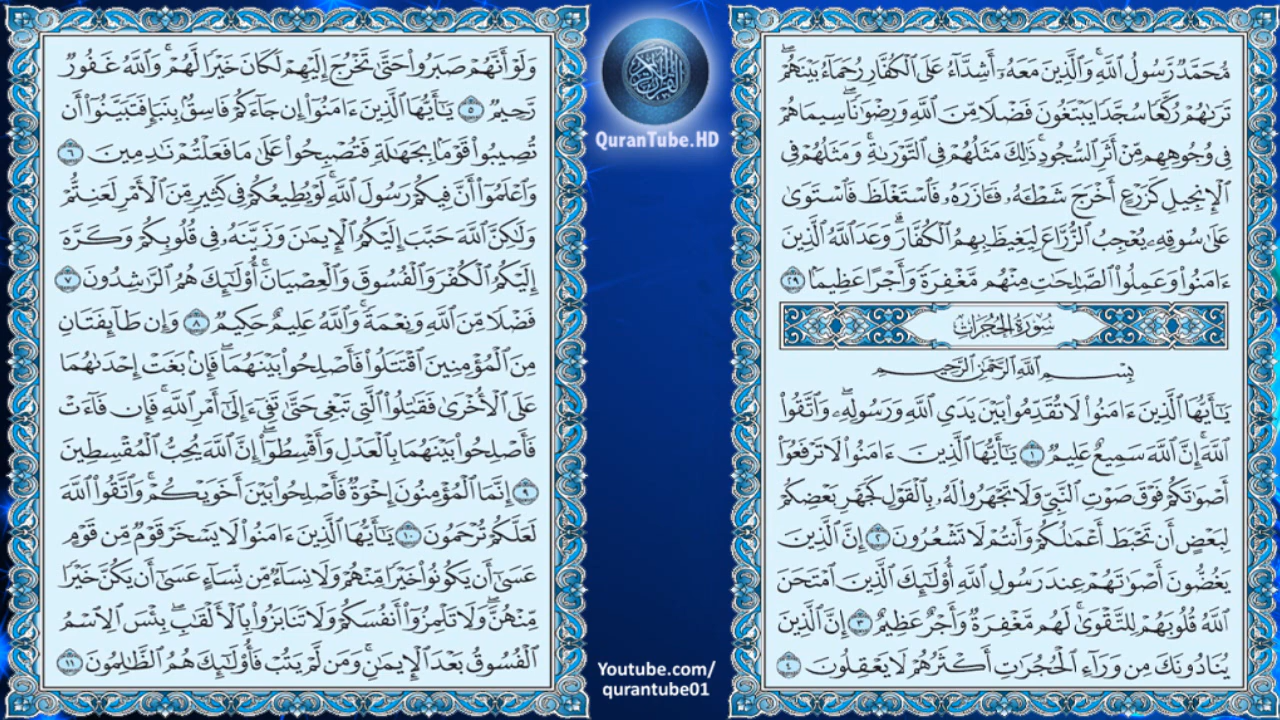 مُّحَمَّدٌ رَّسُولُ ٱللَّهِ ۚ وَٱلَّذِينَ مَعَهُۥٓ أَشِدَّآءُ عَلَى ٱلْكُفَّارِ رُحَمَآءُ بَيْنَهُمْ ۖ
تَرَىٰهُمْ رُكَّعًا سُجَّدًا يَبْتَغُونَ فَضْلًا مِّنَ ٱللَّهِ وَرِضْوَٰنًا ۖ سِيمَاهُمْ
فِى وُجُوهِهِم مِّنْ أَثَرِ ٱلسُّجُودِ ۚ ذَٰلِكَ مَثَلُهُمْ فِى ٱلتَّوْرَىٰةِ ۚ وَمَثَلُهُمْ فِى
ٱلْإِنجِيلِ كَزَرْعٍ أَخْرَجَ شَطْـَٔهُۥ فَـَٔازَرَهُۥ فَٱسْتَغْلَظَ فَٱسْتَوَىٰ
عَلَىٰ سُوقِهِۦ يُعْجِبُ ٱلزُّرَّاعَ لِيَغِيظَ بِهِمُ ٱلْكُفَّارَ ۗ وَعَدَ ٱللَّهُ ٱلَّذِينَ
ءَامَنُوا۟ وَعَمِلُوا۟ ٱلصَّٰلِحَٰتِ مِنْهُم مَّغْفِرَةً وَأَجْرًا عَظِيمًۢا ٢٩
سُورَةُ الْحُجُرَاتِ
بِسْمِ ٱللَّهِ ٱلرَّحْمَٰنِ ٱلرَّحِيمِ
يَٰٓأَيُّهَا ٱلَّذِينَ ءَامَنُوا۟ لَا تُقَدِّمُوا۟ بَيْنَ يَدَىِ ٱللَّهِ وَرَسُولِهِۦ ۖ وَٱتَّقُوا۟
ٱللَّهَ ۚ إِنَّ ٱللَّهَ سَمِيعٌ عَلِيمٌ ١ يَٰٓأَيُّهَا ٱلَّذِينَ ءَامَنُوا۟ لَا تَرْفَعُوٓا۟
أَصْوَٰتَكُمْ فَوْقَ صَوْتِ ٱلنَّبِىِّ وَلَا تَجْهَرُوا۟ لَهُۥ بِٱلْقَوْلِ كَجَهْرِ بَعْضِكُمْ
لِبَعْضٍ أَن تَحْبَطَ أَعْمَٰلُكُمْ وَأَنتُمْ لَا تَشْعُرُونَ ٢ إِنَّ ٱلَّذِينَ
يَغُضُّونَ أَصْوَٰتَهُمْ عِندَ رَسُولِ ٱللَّهِ أُو۟لَٰٓئِكَ ٱلَّذِينَ ٱمْتَحَنَ
ٱللَّهُ قُلُوبَهُمْ لِلتَّقْوَىٰ ۚ لَهُم مَّغْفِرَةٌ وَأَجْرٌ عَظِيمٌ ٣ إِنَّ ٱلَّذِينَ
يُنَادُونَكَ مِن وَرَآءِ ٱلْحُجُرَٰتِ أَكْثَرُهُمْ لَا يَعْقِلُونَ ٤
وَلَوْ أَنَّهُمْ صَبَرُوا۟ حَتَّىٰ تَخْرُجَ إِلَيْهِمْ لَكَانَ خَيْرًا لَّهُمْ ۚ وَٱللَّهُ غَفُورٌ
رَّحِيمٌ ٥ يَٰٓأَيُّهَا ٱلَّذِينَ ءَامَنُوٓا۟ إِن جَآءَكُمْ فَاسِقٌۢ بِنَبَإٍ فَتَبَيَّنُوٓا۟ أَن
تُصِيبُوا۟ قَوْمًۢا بِجَهَٰلَةٍ فَتُصْبِحُوا۟ عَلَىٰ مَا فَعَلْتُمْ نَٰدِمِينَ ٦
وَٱعْلَمُوٓا۟ أَنَّ فِيكُمْ رَسُولَ ٱللَّهِ ۚ لَوْ يُطِيعُكُمْ فِى كَثِيرٍ مِّنَ ٱلْأَمْرِ لَعَنِتُّمْ
وَلَٰكِنَّ ٱللَّهَ حَبَّبَ إِلَيْكُمُ ٱلْإِيمَٰنَ وَزَيَّنَهُۥ فِى قُلُوبِكُمْ وَكَرَّهَ
إِلَيْكُمُ ٱلْكُفْرَ وَٱلْفُسُوقَ وَٱلْعِصْيَانَ ۚ أُو۟لَٰٓئِكَ هُمُ ٱلرَّٰشِدُونَ ٧
فَضْلًا مِّنَ ٱللَّهِ وَنِعْمَةً ۚ وَٱللَّهُ عَلِيمٌ حَكِيمٌ ٨ وَإِن طَآئِفَتَانِ
مِنَ ٱلْمُؤْمِنِينَ ٱقْتَتَلُوا۟ فَأَصْلِحُوا۟ بَيْنَهُمَا ۖ فَإِنۢ بَغَتْ إِحْدَىٰهُمَا
عَلَى ٱلْأُخْرَىٰ فَقَٰتِلُوا۟ ٱلَّتِى تَبْغِى حَتَّىٰ تَفِىٓءَ إِلَىٰٓ أَمْرِ ٱللَّهِ ۚ فَإِن فَآءَتْ
فَأَصْلِحُوا۟ بَيْنَهُمَا بِٱلْعَدْلِ وَأَقْسِطُوٓا۟ ۖ إِنَّ ٱللَّهَ يُحِبُّ ٱلْمُقْسِطِينَ
٩ إِنَّمَا ٱلْمُؤْمِنُونَ إِخْوَةٌ فَأَصْلِحُوا۟ بَيْنَ أَخَوَيْكُمْ ۚ وَٱتَّقُوا۟ ٱللَّهَ
لَعَلَّكُمْ تُرْحَمُونَ ١٠ يَٰٓأَيُّهَا ٱلَّذِينَ ءَامَنُوا۟ لَا يَسْخَرْ قَوْمٌ مِّن قَوْمٍ
عَسَىٰٓ أَن يَكُونُوا۟ خَيْرًا مِّنْهُمْ وَلَا نِسَآءٌ مِّن نِّسَآءٍ عَسَىٰٓ أَن يَكُنَّ خَيْرًا
مِّنْهُنَّ ۖ وَلَا تَلْمِزُوٓا۟ أَنفُسَكُمْ وَلَا تَنَابَزُوا۟ بِٱلْأَلْقَٰبِ ۖ بِئْسَ ٱلِٱسْمُ
ٱلْفُسُوقُ بَعْدَ ٱلْإِيمَٰنِ ۚ وَمَن لَّمْ يَتُبْ فَأُو۟لَٰٓئِكَ هُمُ ٱلظَّٰلِمُونَ ١١
QuranTube.HD
Youtube.com/
qurantube01